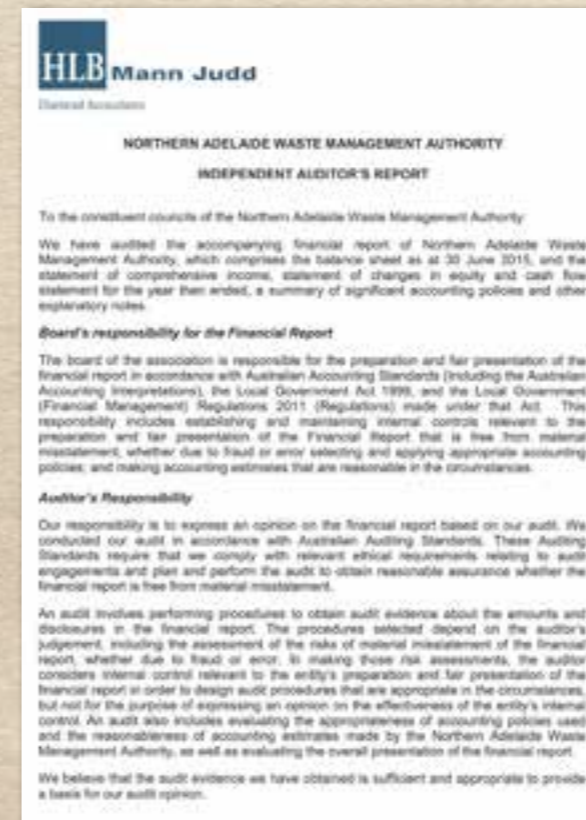 HLB Mann Judd
Chartered Accountants
NORTHERN ADELAIDE WASTE MANAGEMENT AUTHORITY
INDEPENDENT AUDITOR'S REPORT
To the constituent councils of the Northern Adelaide Waste Management Authority
We have audited the accompanying financial report of Northern Adelaide Waste
Management Authority, which comprises the balance sheet as at 30 June 2015, and the
statement of comprehensive income, statement of changes in equity and cash flow
statement for the year then ended, a summary of significant accounting policies and other
explanatory notes.
Board's responsibility for the Financial Report
The board of the association is responsible for the preparation and fair presentation of the
financial report in accordance with Australian Accounting Standards (including the Australian
Accounting Interpretations), the Local Government Act 1999, and the Local Government
(Financial Management) Regulations 2011 (Regulations) made under that Act. This
responsibility includes establishing and maintaining internal controls relevant to the
preparation and fair presentation of the Financial Report that is free from material
misstatement, whether due to fraud or error selecting and applying appropriate accounting
policies; and making accounting estimates that are reasonable in the circumstances.
Auditor's Responsibility
Our responsibility is to express an opinion on the financial report based on our audit. We
conducted our audit in accordance with Australian Auditing Standards. These Auditing
Standards require that we comply with relevant ethical requirements relating to audit
engagements and plan and perform the audit to obtain reasonable assurance whether the
financial report is free from material misstatement.
An audit involves performing procedures to obtain audit evidence about the amounts and
disclosures in the financial report. The procedures selected depend on the auditor's
judgement, including the assessment of the risks of material misstatement of the financial
report, whether due to fraud or error. In making those risk assessments, the auditor
considers internal control relevant to the entity's preparation and fair presentation of the
financial report in order to design audit procedures that are appropriate in the circumstances,
but not for the purpose of expressing an opinion on the effectiveness of the entity's internal
control. An audit also includes evaluating the appropriateness of accounting policies used
and the reasonableness of accounting estimates made by the Northern Adelaide Waste
Management Authority, as well as evaluating the overall presentation of the financial report.
We believe that the audit evidence we have obtained is sufficient and appropriate to provide
a basis for our audit opinion.